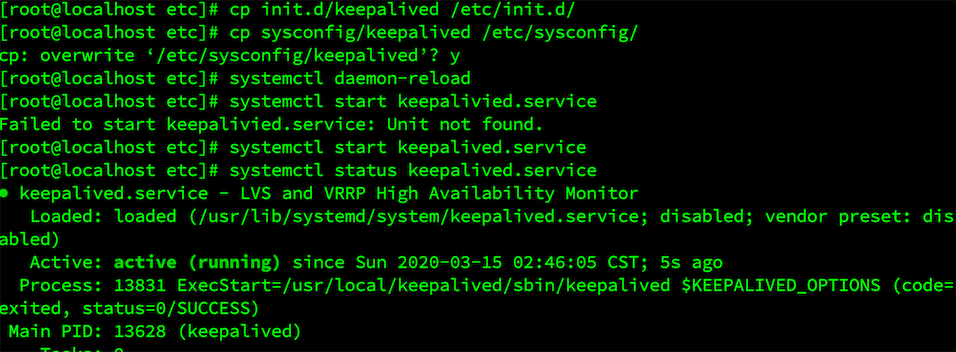 [root@localhost etc]# cp init.d/keepalived /etc/init.d/
[root@localhost etc]# cp sysconfig/keepalived /etc/sysconfig/
cp: overwrite ‘/etc/sysconfig/keepalived’? y
[root@localhost etc]# systemctl daemon-reload
[root@localhost etc]# systemctl start keepalivied.service
Failed to start keepalivied.service: Unit not found.
[root@localhost etc]# systemctl start keepalived.service
[root@localhost etc]# systemctl status keepalived.service
● keepalived.service - LVS and VRRP High Availability Monitor
   Loaded: loaded (/usr/lib/systemd/system/keepalived.service; disabled; vendor preset: dis
abled)
   Active: active (running) since Sun 2020-03-15 02:46:05 CST; 5s ago
  Process: 13831 ExecStart=/usr/local/keepalived/sbin/keepalived $KEEPALIVED_OPTIONS (code=
exited, status=0/SUCCESS)
 Main PID: 13628 (keepalived)